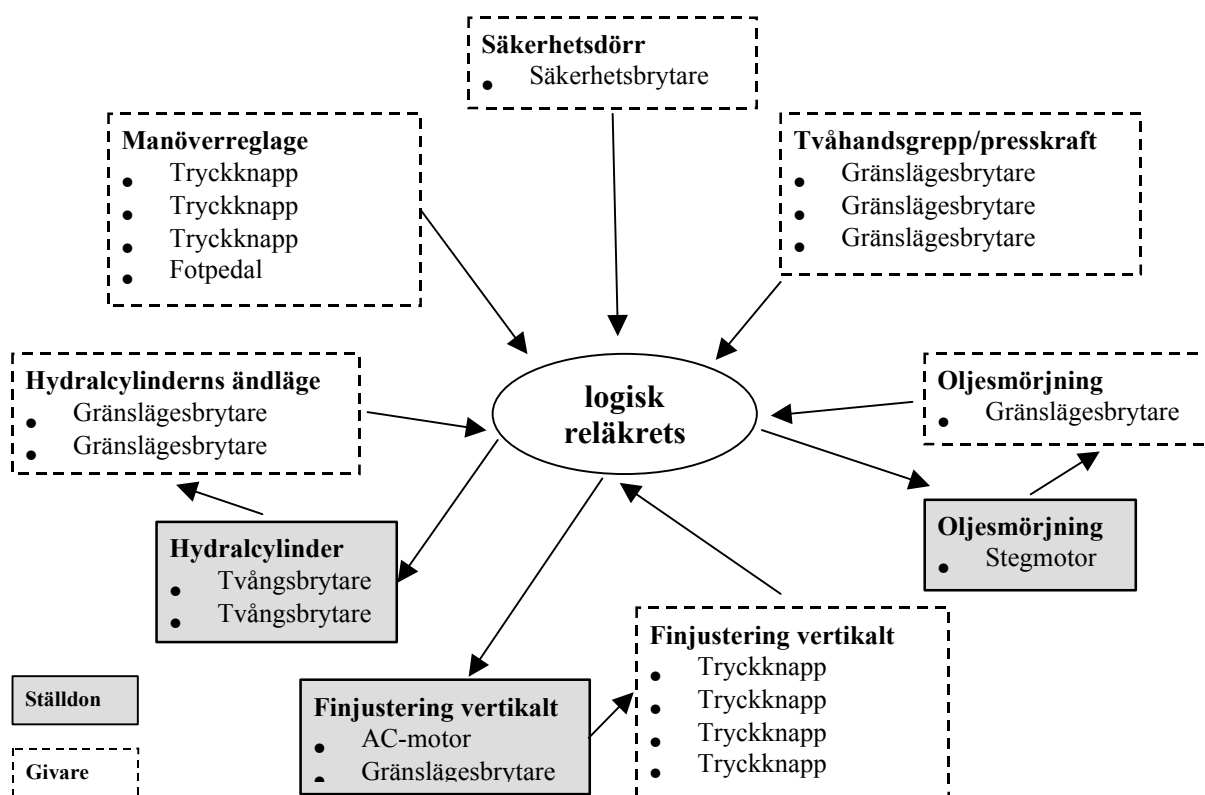 Säkerhetsdörr
• Säkerhetsbrytare
Manöverreglage
• Tryckknapp
• Tryckknapp
• Tryckknapp
• Fotpedal
Tvåhandsgrepp/presskraft
• Gränslägesbrytare
• Gränslägesbrytare
• Gränslägesbrytare
Hydralcylinderns ändläge
• Gränslägesbrytare
• Gränslägesbrytare
logisk
reläkrets
Oljesmörjning
• Gränslägesbrytare
Hydralcylinder
• Tvångsbrytare
• Tvångsbrytare
Oljesmörjning
• Stegmotor
Finjustering vertikalt
• AC-motor
• Gränslägesbrytare
Finjustering vertikalt
• Tryckknapp
• Tryckknapp
• Tryckknapp
• Tryckknapp
Ställdon
Givare